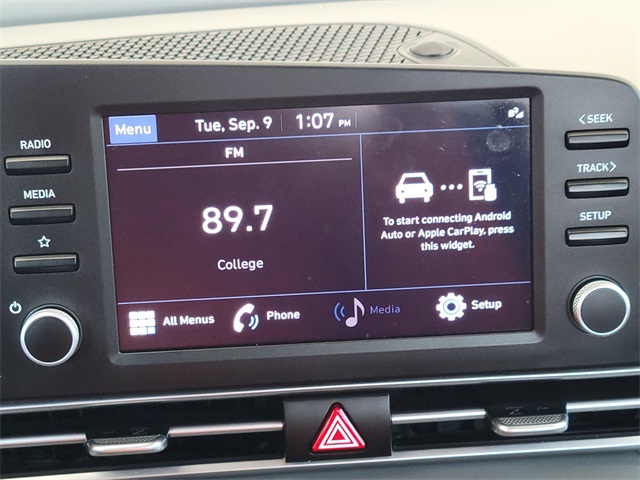 RADIO
MEDIA
Menu
Tue, Sep. 9
1:07 PM
FM
89.7
College
To start connecting Android
Auto or Apple CarPlay, press
this widget.
All Menus
Phone
Media
Setup
<SEEK
TRACK>
SETUP